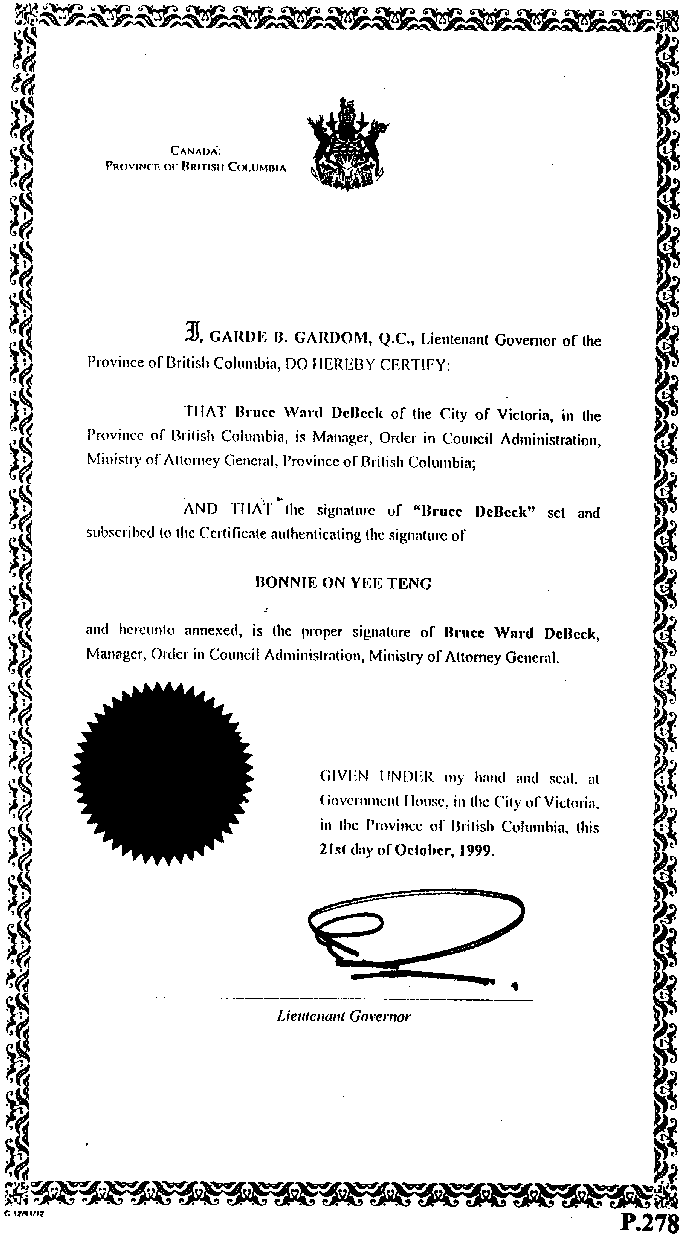 CANADA:
PROVINCE OF BRITISH COLUMBIA
I, GARDE B. GARDOM, Q.C., Lieutenant Governor of the
Province of British Columbia, DO HEREBY CERTIFY:
THAT Bruce Ward DeBeck of the City of Victoria, in the
Province of British Columbia, is Manager, Order in Council Administration,
Ministry of Attorney General, Province of British Columbia;
AND THAT the signature of “Bruce DeBeck” set and
subscribed to the Certificate authenticating the signature of
BONNIE ON YEE TENG
and hereunto annexed, is the proper signature of Bruce Ward DeBeck,
Manager, Order in Council Administration, Ministry of Attorney General.
GIVEN UNDER my hand and seal, at
Government House, in the City of Victoria,
in the Province of British Columbia, this
21st day of October, 1999.
Lieutenant Governor
P.278